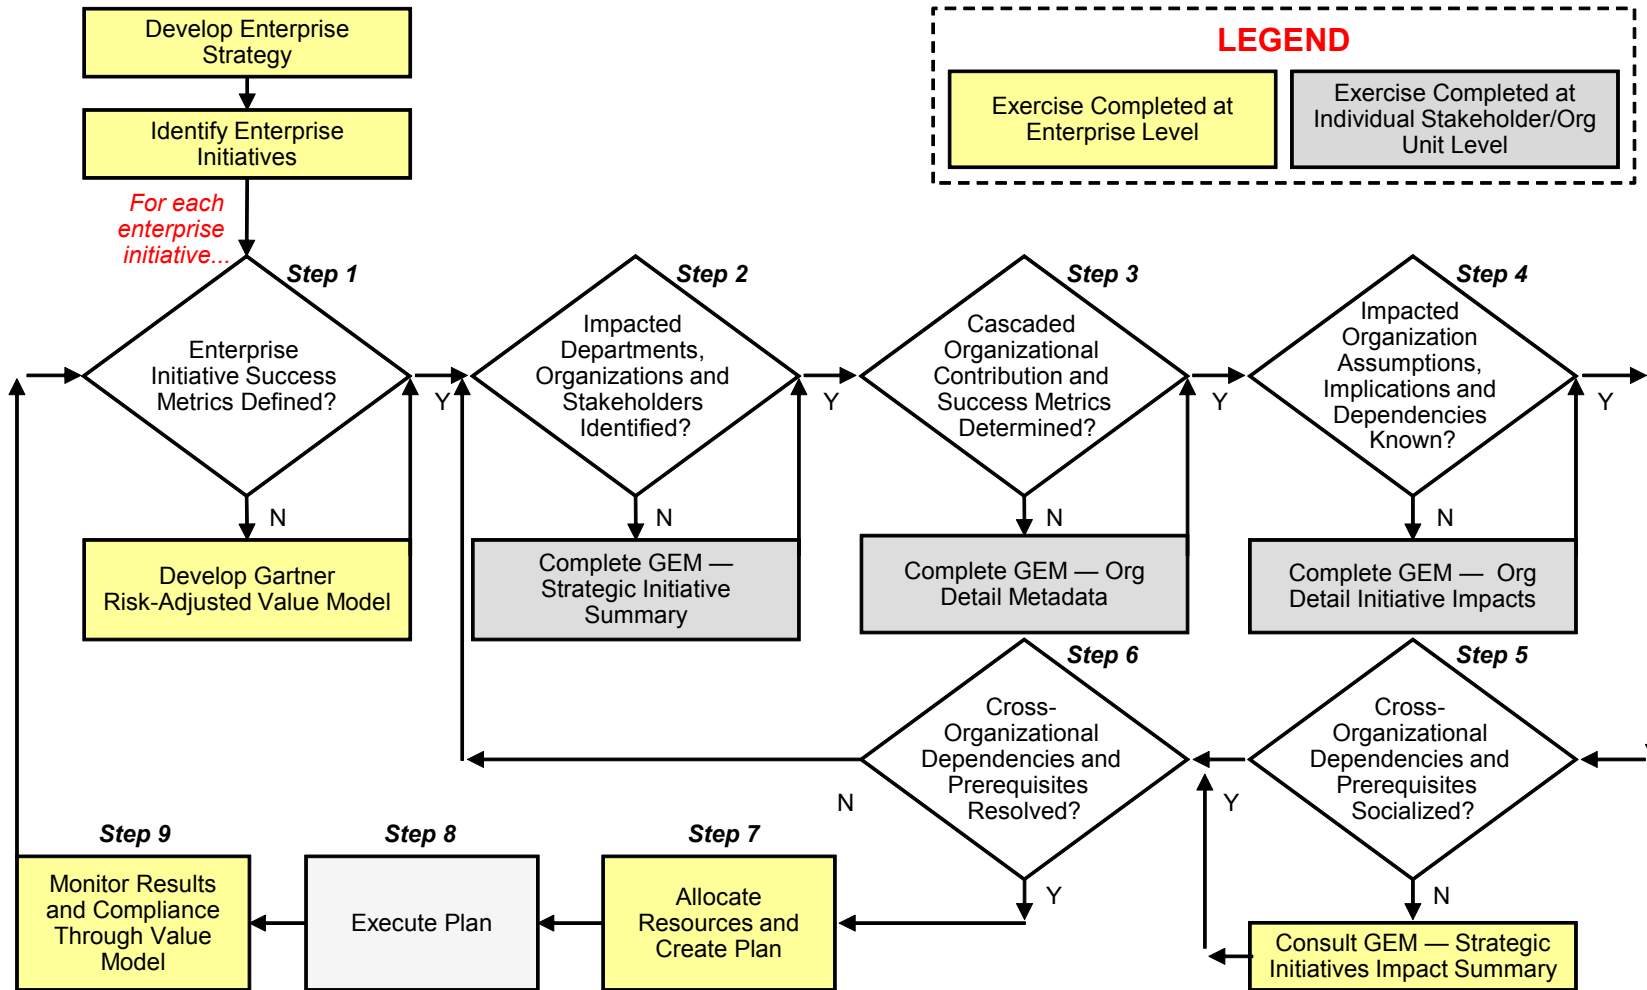 Develop Enterprise
Strategy
Identify Enterprise
Initiatives
For each
enterprise
initiative...
LEGEND
Exercise Completed at
Enterprise Level
Exercise Completed at
Individual Stakeholder/Org
Unit Level
Step 1
Enterprise
Initiative Success
Metrics Defined?
Y
N
Develop Gartner
Risk-Adjusted Value Model
Step 2
Impacted
Departments,
Organizations and
Stakeholders
Identified?
Y
N
Complete GEM —
Strategic Initiative
Summary
Step 3
Cascaded
Organizational
Contribution and
Success Metrics
Determined?
Y
N
Complete GEM — Org
Detail Metadata
Step 4
Impacted
Organization
Assumptions,
Implications and
Dependencies
Known?
Y
N
Complete GEM — Org
Detail Initiative Impacts
Step 5
Cross-
Organizational
Dependencies and
Prerequisites
Socialized?
Y
N
Consult GEM — Strategic
Initiatives Impact Summary
Step 6
Cross-
Organizational
Dependencies and
Prerequisites
Resolved?
N
Y
Step 7
Allocate
Resources and
Create Plan
Step 8
Execute Plan
Step 9
Monitor Results
and Compliance
Through Value
Model